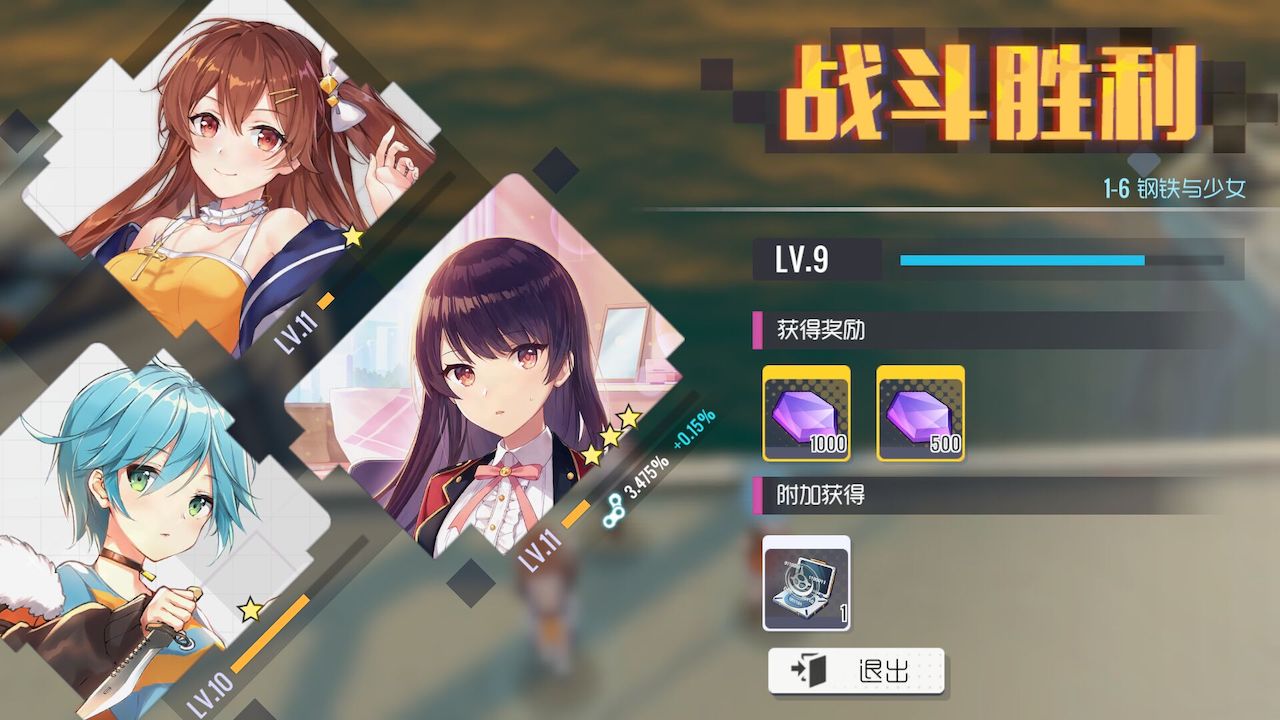 战斗胜利
1-6 钢铁与少女
LV.9
获得奖励
1000
500
附加获得
1
退出
LV.11
+0.15%
3.475%
LV.11
LV.10